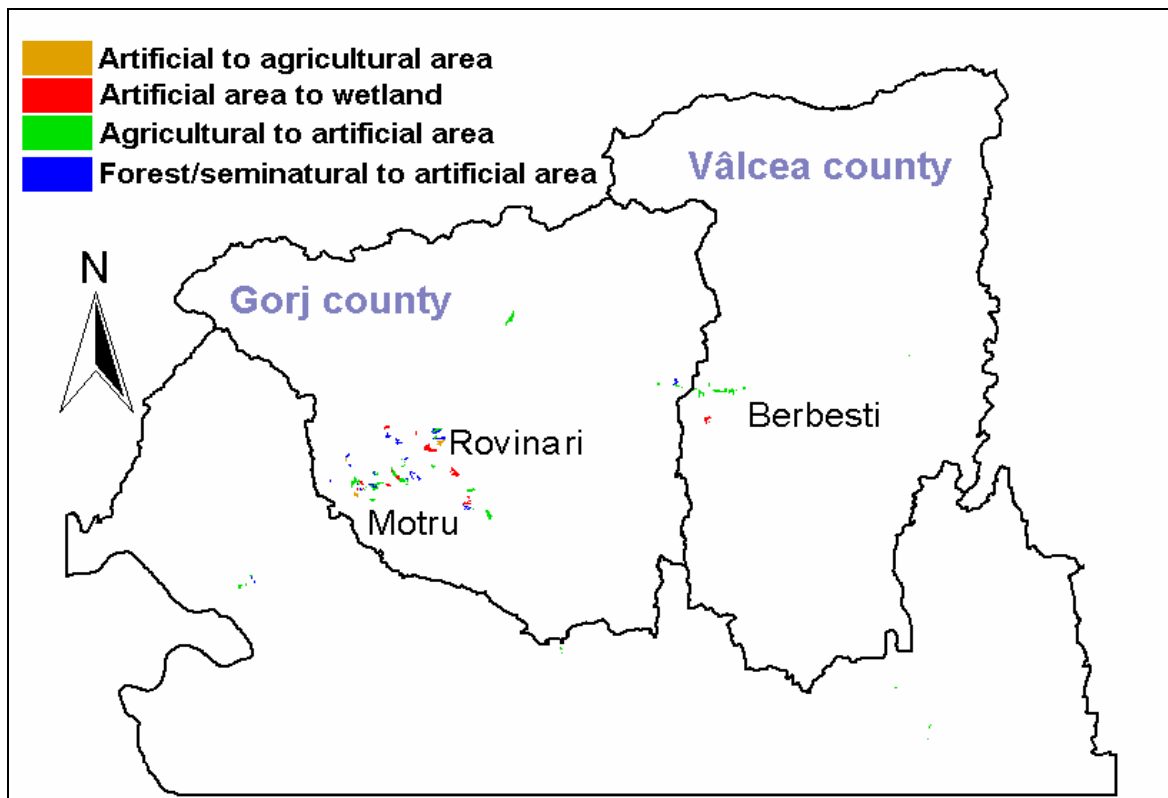 Artificial to agricultural area
Artificial area to wetland
Agricultural to artificial area
Forest/seminatural to artificial area
Vâlcea county
N
Gorj county
Berbesti
Rovinari
Motru